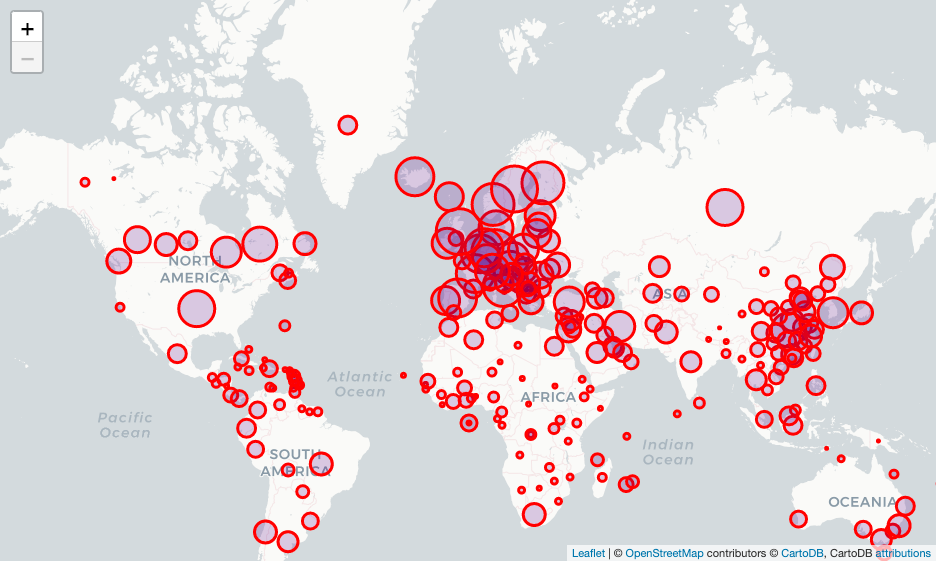 +
−
NORTH
AMERICA
ASIA
Atlantic
Ocean
AFRICA
Pacific
Ocean
Indian
Ocean
SOUTH
AMERICA
OCEANIA
Leaflet | © OpenStreetMap contributors © CartoDB, CartoDB attributions